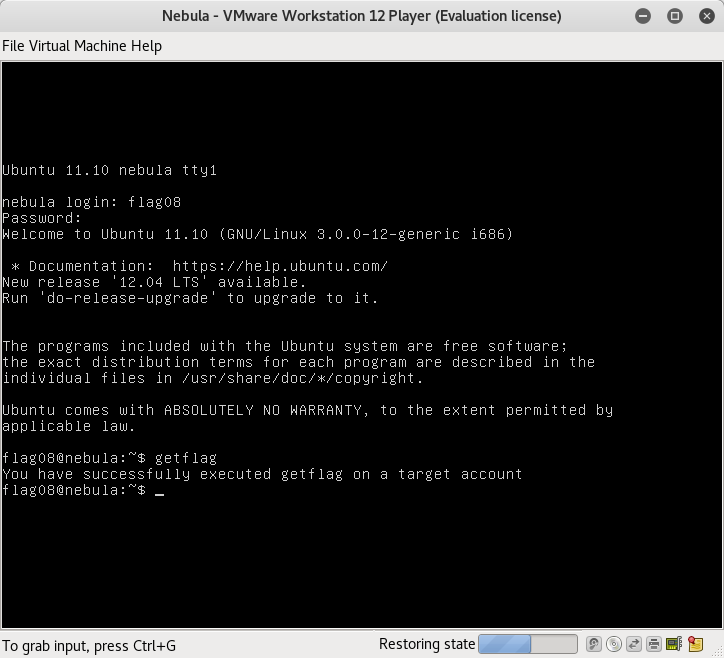 Nebula - VMware Workstation 12 Player (Evaluation license)
File Virtual Machine Help
Ubuntu 11.10 nebula tty1
nebula login: flag08
Password:
Welcome to Ubuntu 11.10 (GNU/Linux 3.0.0-12-generic i686)
* Documentation:  https://help.ubuntu.com/
New release '12.04 LTS' available.
Run 'do-release-upgrade' to upgrade to it.
The programs included with the Ubuntu system are free software;
the exact distribution terms for each program are described in the
individual files in /usr/share/doc/*/copyright.
Ubuntu comes with ABSOLUTELY NO WARRANTY, to the extent permitted by
applicable law.
flag08@nebula:~$ getflag
You have successfully executed getflag on a target account
flag08@nebula:~$ _
To grab input, press Ctrl+G
Restoring state